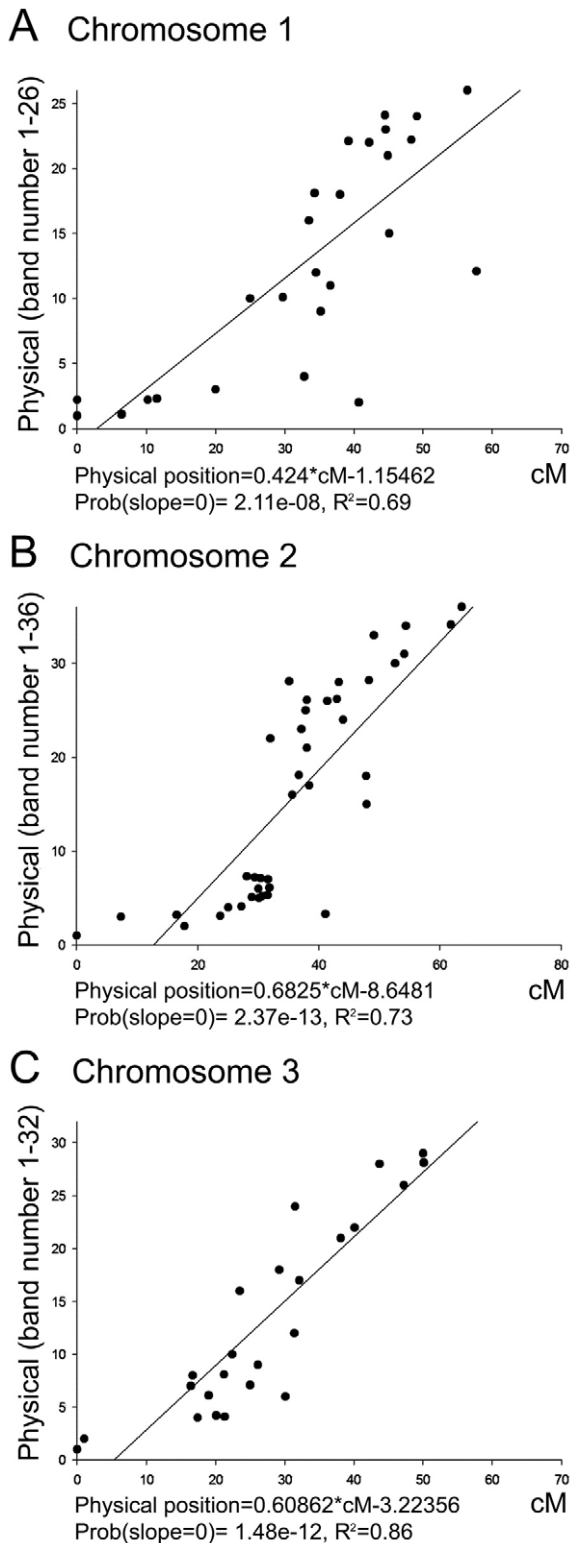 A Chromosome 1
Physical (band number 1-26)
25
20
15
10
5
0
0 10 20 30 40 50 60 70
cM
Physical position=0.424*cM-1.15462
Prob(slope=0)= 2.11e-08, R²=0.69
B Chromosome 2
Physical (band number 1-36)
30
20
10
0
0 20 40 60 80
cM
Physical position=0.6825*cM-8.6481
Prob(slope=0)= 2.37e-13, R²=0.73
C Chromosome 3
Physical (band number 1-32)
30
25
20
15
10
5
0
0 10 20 30 40 50 60 70
cM
Physical position=0.60862*cM-3.22356
Prob(slope=0)= 1.48e-12, R²=0.86